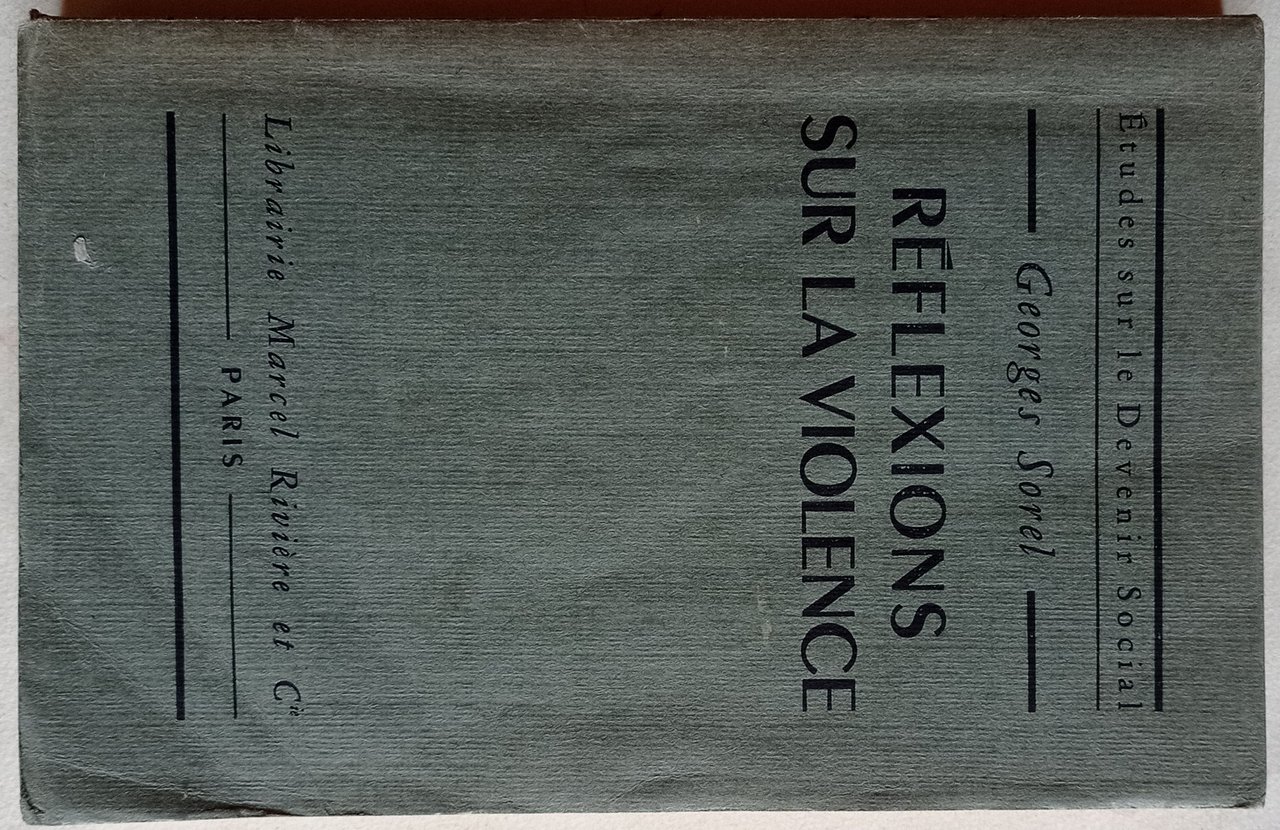 Études sur le Devenir Social
Georges Sorel
RÉFLEXIONS
SUR LA VIOLENCE
Librairie Marcel Rivière et Cie
PARIS